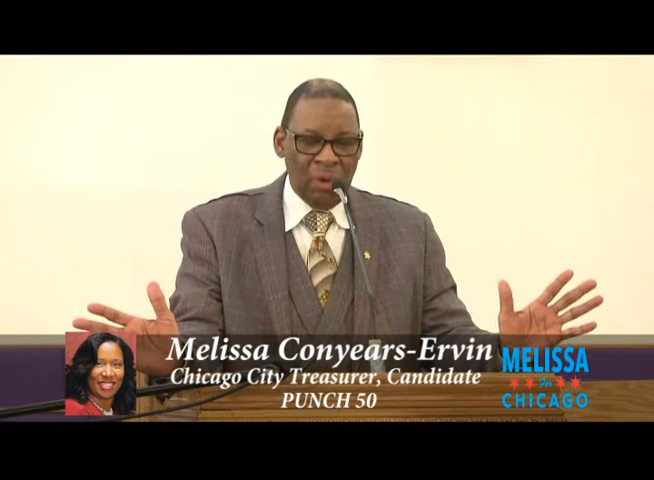 Melissa Conyears-Ervin
Chicago City Treasurer, Candidate
PUNCH 50
MELISSA
For
CHICAGO